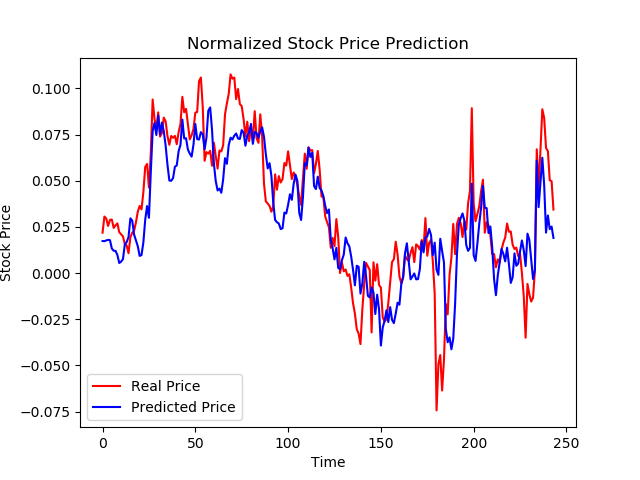 Normalized Stock Price Prediction
Stock Price
0.100
0.075
0.050
0.025
0.000
−0.025
−0.050
−0.075
Real Price
Predicted Price
0 50 100 150 200 250
Time